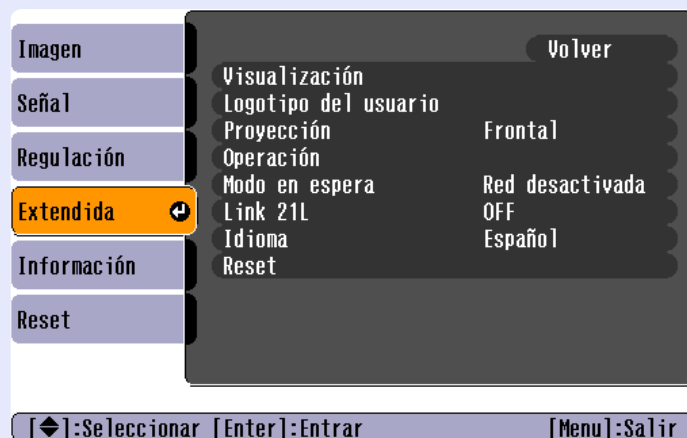 Imagen
Señal
Regulación
Extendida
Información
Reset
Volver
Visualización
Logotipo del usuario
Proyección Frontal
Operación
Modo en espera Red desactivada
Link 21L OFF
Idioma Español
Reset
[◆]:Seleccionar [Enter]:Entrar [Menu]:Salir